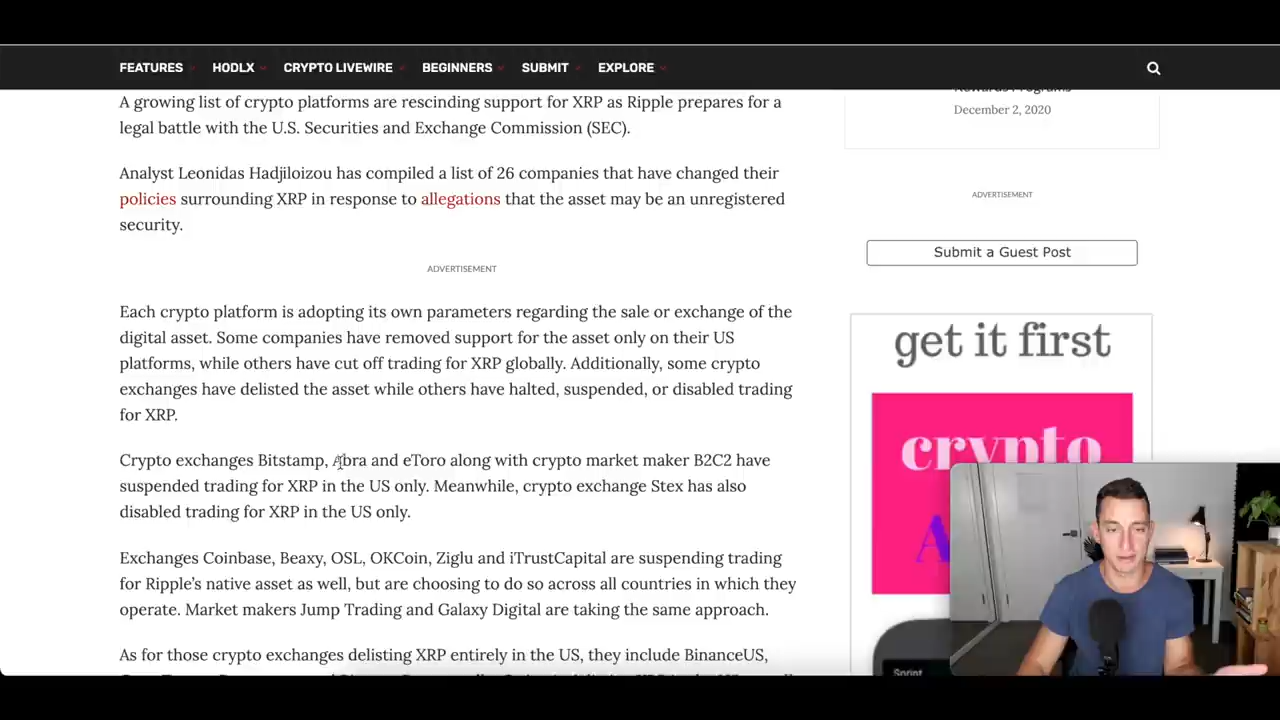 FEATURES HODLX CRYPTO LIVEWIRE BEGINNERS SUBMIT EXPLORE
A growing list of crypto platforms are rescinding support for XRP as Ripple prepares for a
legal battle with the U.S. Securities and Exchange Commission (SEC).
Analyst Leonidas Hadjiloizou has compiled a list of 26 companies that have changed their
policies surrounding XRP in response to allegations that the asset may be an unregistered
security.
ADVERTISEMENT
Each crypto platform is adopting its own parameters regarding the sale or exchange of the
digital asset. Some companies have removed support for the asset only on their US
platforms, while others have cut off trading for XRP globally. Additionally, some crypto
exchanges have delisted the asset while others have halted, suspended, or disabled trading
for XRP.
Crypto exchanges Bitstamp, Abra and eToro along with crypto market maker B2C2 have
suspended trading for XRP in the US only. Meanwhile, crypto exchange Stex has also
disabled trading for XRP in the US only.
Exchanges Coinbase, Beaxy, OSL, OKCoin, Ziglu and iTrustCapital are suspending trading
for Ripple's native asset as well, but are choosing to do so across all countries in which they
operate. Market makers Jump Trading and Galaxy Digital are taking the same approach.
As for those crypto exchanges delisting XRP entirely in the US, they include BinanceUS,
Rewards Programs
December 2, 2020
ADVERTISEMENT
Submit a Guest Post
get it first
crypto
A
Sprint